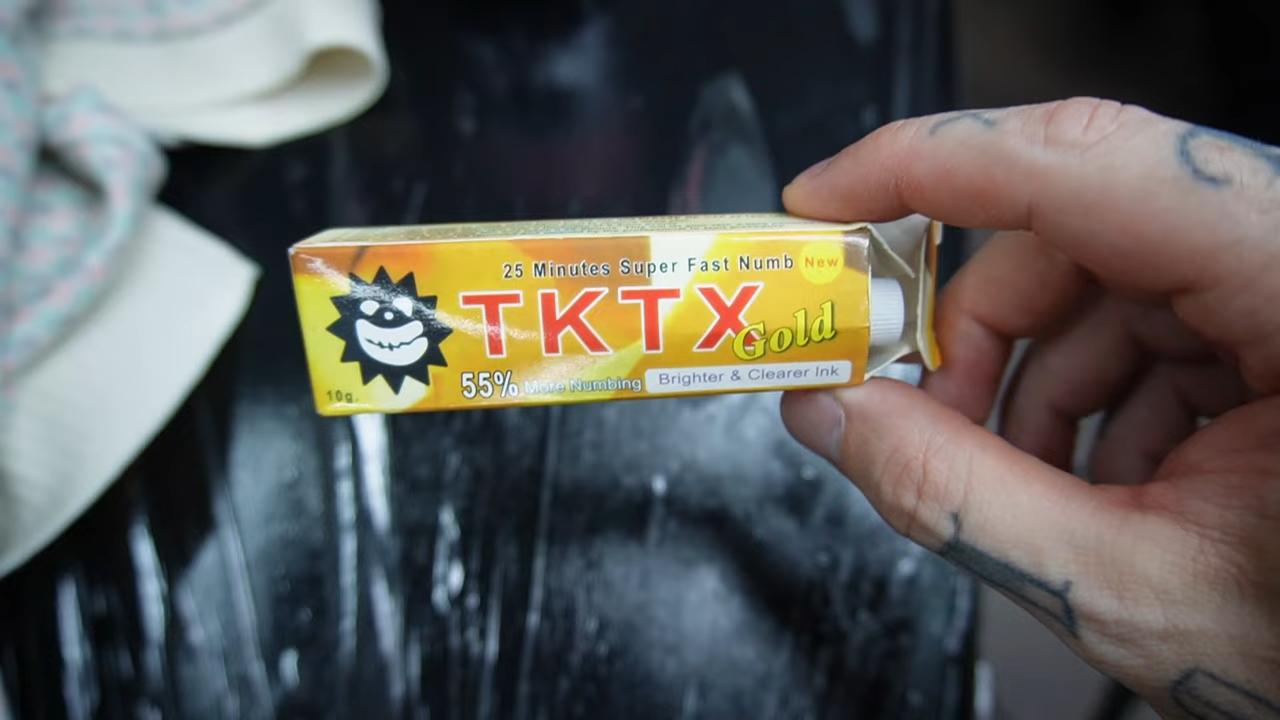 25 Minutes Super Fast Numb New
TKTX
Gold
55% More Numbing
Brighter & Clearer Ink
10g.